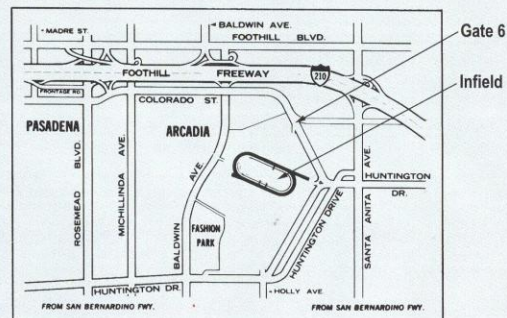 BALDWIN AVE.
MADRE ST.
FOOTHILL BLVD.
Gate 6
FOOTHILL FREEWAY
210
Infield
FRONTAGE RD.
COLORADO ST.
PASADENA
ARCADIA
ROSEMEAD BLVD.
MICHILLINDA AVE.
BALDWIN AVE.
HUNTINGTON DR.
SANTA ANITA AVE.
HUNTINGTON DRIVE
FASHION
PARK
HUNTINGTON DR.
HOLLY AVE.
FROM SAN BERNARDINO FWY.
FROM SAN BERNARDINO FWY.